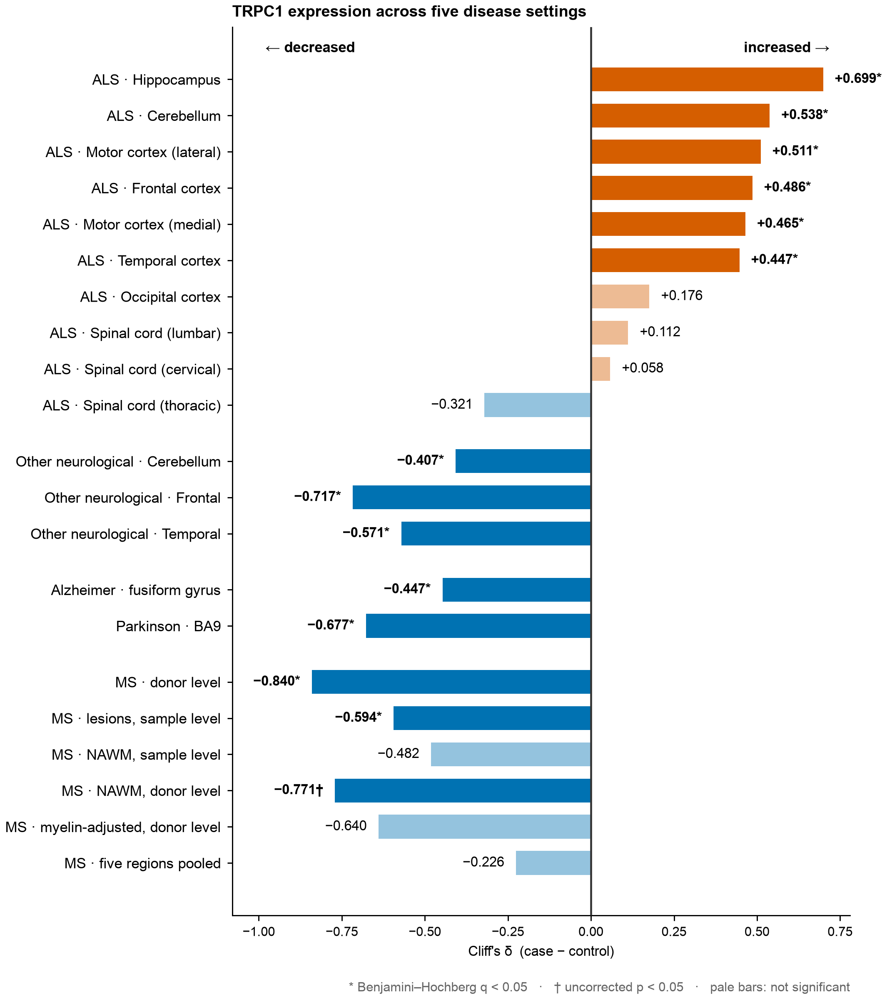 TRPC1 expression across five disease settings
← decreased
increased →
ALS · Hippocampus +0.699*
ALS · Cerebellum +0.538*
ALS · Motor cortex (lateral) +0.511*
ALS · Frontal cortex +0.486*
ALS · Motor cortex (medial) +0.465*
ALS · Temporal cortex +0.447*
ALS · Occipital cortex +0.176
ALS · Spinal cord (lumbar) +0.112
ALS · Spinal cord (cervical) +0.058
ALS · Spinal cord (thoracic) −0.321
Other neurological · Cerebellum −0.407*
Other neurological · Frontal −0.717*
Other neurological · Temporal −0.571*
Alzheimer · fusiform gyrus −0.447*
Parkinson · BA9 −0.677*
MS · donor level −0.840*
MS · lesions, sample level −0.594*
MS · NAWM, sample level −0.482
MS · NAWM, donor level −0.771†
MS · myelin-adjusted, donor level −0.640
MS · five regions pooled −0.226
−1.00 −0.75 −0.50 −0.25 0.00 0.25 0.50 0.75
Cliff's δ (case − control)
* Benjamini–Hochberg q < 0.05 · † uncorrected p < 0.05 · pale bars: not significant